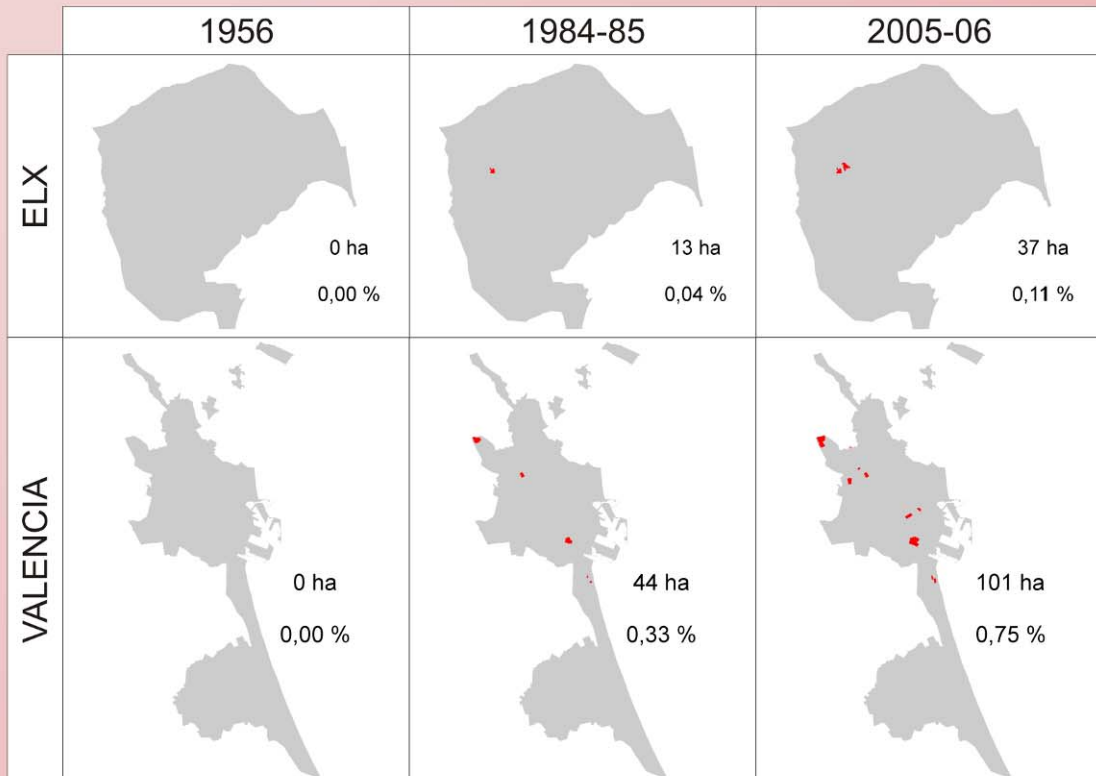 1956
1984-85
2005-06
ELX
0 ha
0,00 %
13 ha
0,04 %
37 ha
0,11 %
VALENCIA
0 ha
0,00 %
44 ha
0,33 %
101 ha
0,75 %